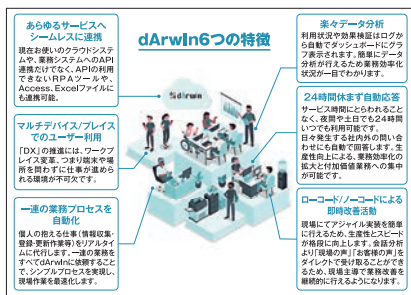 dArwIn6つの特徴
あらゆるサービスへ
シームレスに連携
現在お使いのクラウドシステ
ムや、業務システムへのAPI
連携だけでなく、APIの利用
できないRPAツールや、
Access、Excelファイルに
も連携可能。
マルチデバイス/プレイス
でのユーザー利用
「DX」の推進には、ワークプ
レイス変革、つまり端末や場
所を問わずに仕事が進めら
れる環境が不可欠です。
一連の業務プロセスを
自動化
個人の抱える仕事(情報収集・
登録・更新作業等)をリアルタイ
ムに代行します。一連の業務を
すべてdArwInに依頼すること
で、シンプルプロセスを実現し、
現場作業を最適化します。
dArwin
楽々データ分析
利用状況や効果検証はログか
ら自動でダッシュボードにグラ
フ表示されます。簡単にデータ
分析が行えるため業務効率化
状況が一目でわかります。
24時間休まず自動応答
サービス時間にとらわれること
なく、夜間や土日でも24時間
いつでも利用可能です。
日々発生する社内外の問い合
わせにも自動で回答します。生
産性向上による、業務効率化の
拡大と付加価値業務への集中
が可能です。
ローコード/ノーコードによる
即時改善活動
現場にてアジャイル実装を簡単
に行えるため、生産性とスピード
が格段に向上します。会話分析
より「現場の声」「お客様の声」を
ダイレクトで受け取ることができ
るため、現場主導で業務改善を
継続的に行えるようになります。